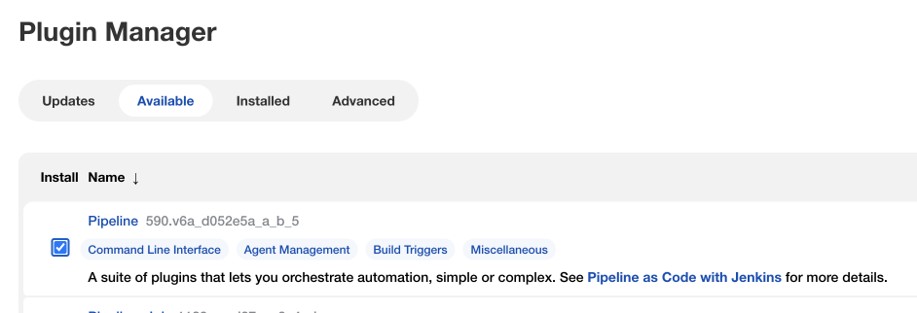 Plugin Manager
Updates Available Installed Advanced
Install Name ↓
Pipeline 590.v6a_d052e5a_a_b_5
Command Line Interface Agent Management Build Triggers Miscellaneous
A suite of plugins that lets you orchestrate automation, simple or complex. See Pipeline as Code with Jenkins for more details.